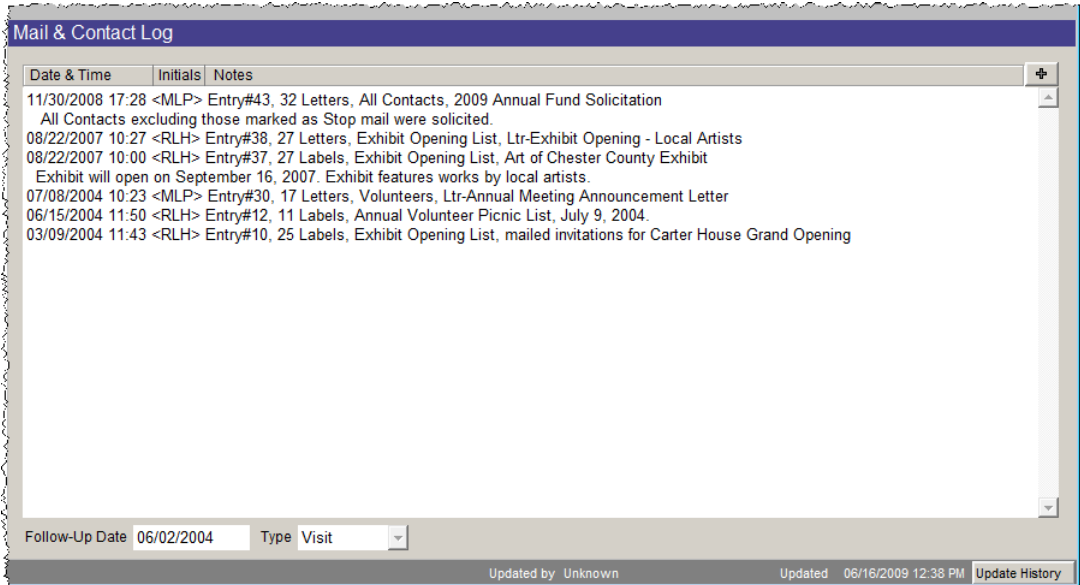 Mail & Contact Log
Date & Time Initials Notes
11/30/2008 17:28 <MLP> Entry#43, 32 Letters, All Contacts, 2009 Annual Fund Solicitation
All Contacts excluding those marked as Stop mail were solicited.
08/22/2007 10:27 <RLH> Entry#38, 27 Letters, Exhibit Opening List, Ltr-Exhibit Opening - Local Artists
08/22/2007 10:00 <RLH> Entry#37, 27 Labels, Exhibit Opening List, Art of Chester County Exhibit
Exhibit will open on September 16, 2007. Exhibit features works by local artists.
07/08/2004 10:23 <MLP> Entry#30, 17 Letters, Volunteers, Ltr-Annual Meeting Announcement Letter
06/15/2004 11:50 <RLH> Entry#12, 11 Labels, Annual Volunteer Picnic List, July 9, 2004.
03/09/2004 11:43 <RLH> Entry#10, 25 Labels, Exhibit Opening List, mailed invitations for Carter House Grand Opening
Follow-Up Date 06/02/2004 Type Visit
Updated by Unknown Updated 06/16/2009 12:38 PM Update History